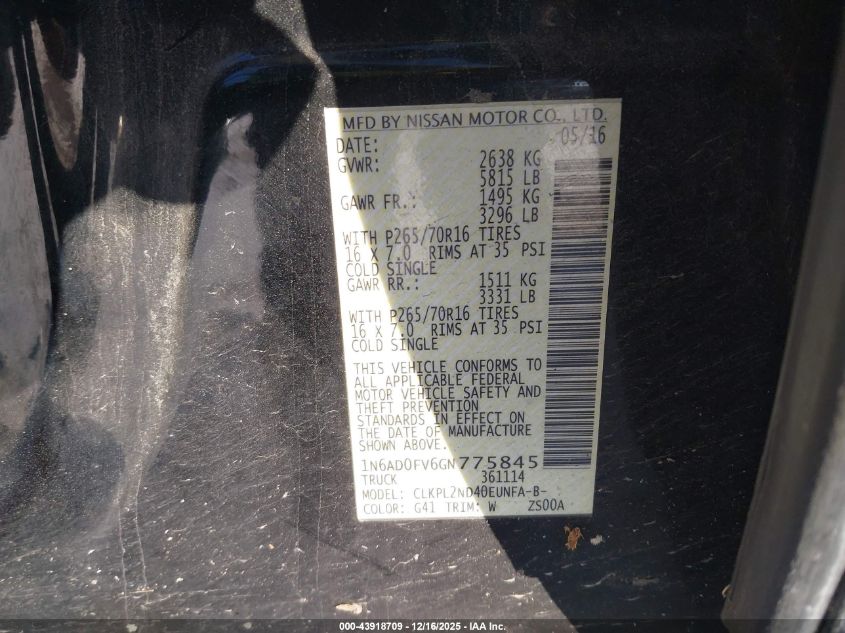 MFD BY NISSAN MOTOR CO., LTD.
DATE: 05/16
GVWR: 2638 KG
5815 LB
GAWR FR.: 1495 KG
3296 LB
WITH P265/70R16 TIRES
16 X 7.0 RIMS AT 35 PSI
COLD SINGLE
GAWR RR.: 1511 KG
3331 LB
WITH P265/70R16 TIRES
16 X 7.0 RIMS AT 35 PSI
COLD SINGLE
THIS VEHICLE CONFORMS TO
ALL APPLICABLE FEDERAL
MOTOR VEHICLE SAFETY AND
THEFT PREVENTION
STANDARDS IN EFFECT ON
THE DATE OF MANUFACTURE
SHOWN ABOVE.
1N6AD0FV6GN775845
TRUCK 361114
MODEL: CLKPL2ND40EUNFA-B-
COLOR: G41 TRIM: W ZS00A
000-43918709 - 12/16/2025 - IAA Inc.